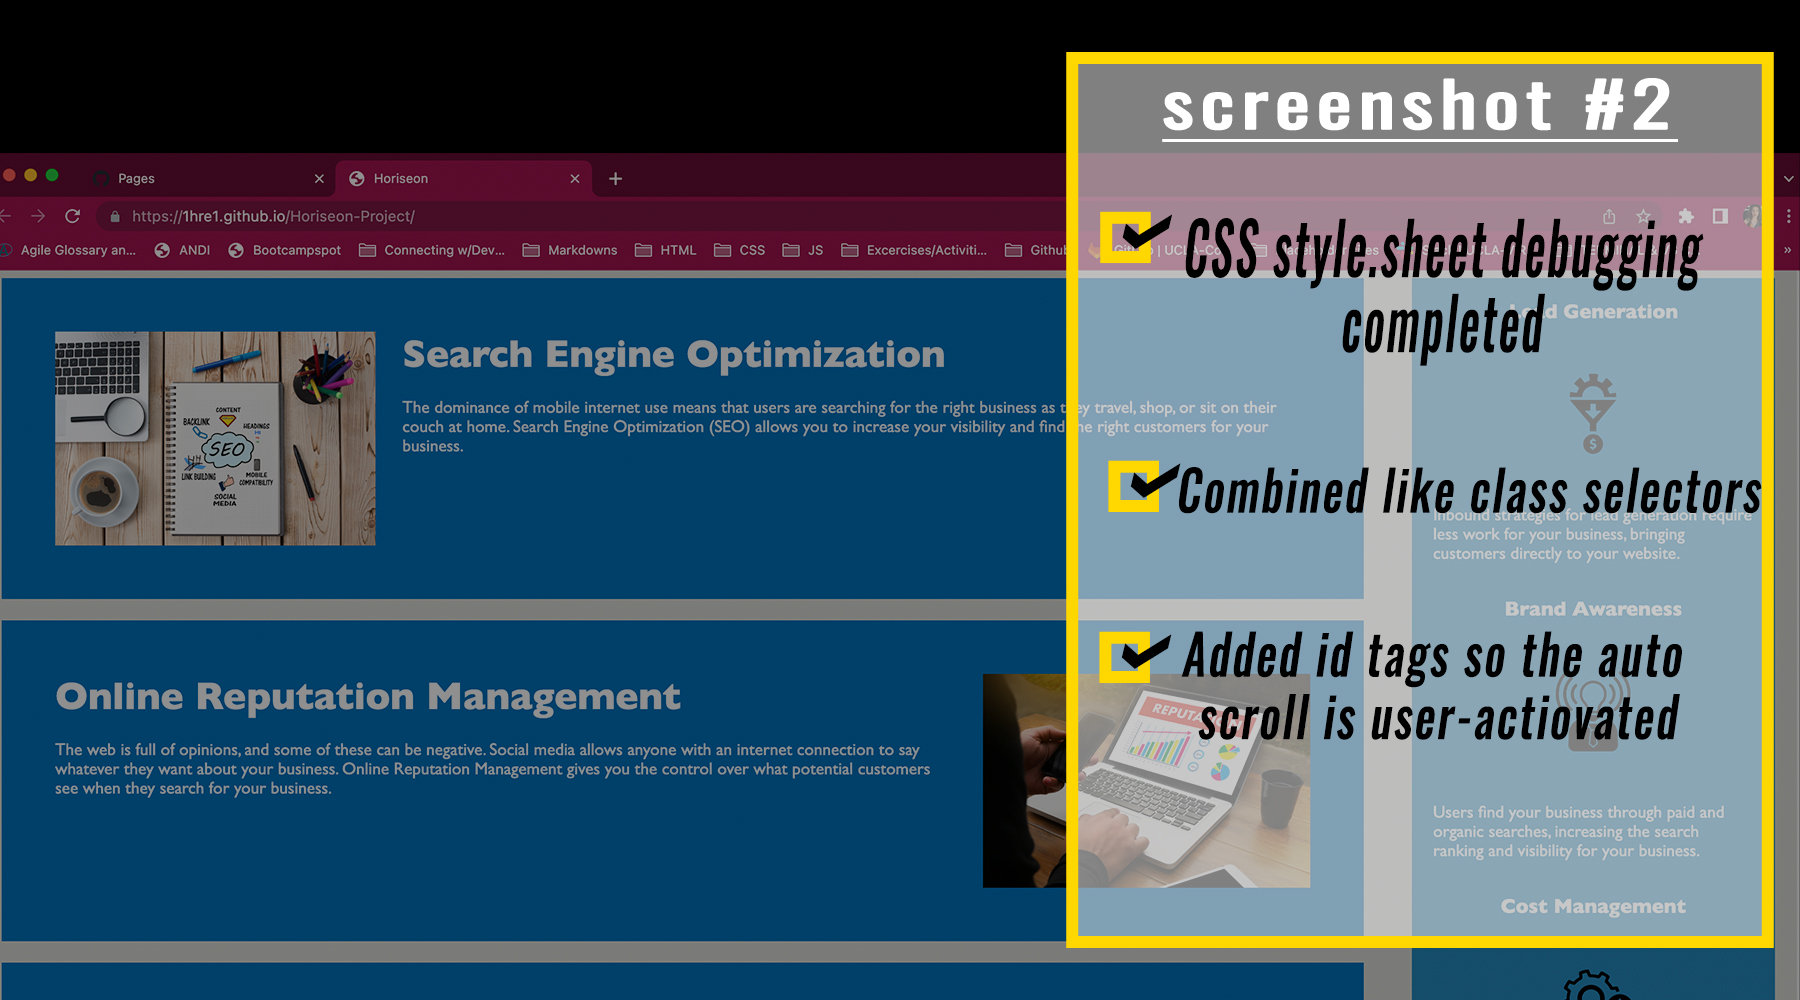 screenshot #2
Pages
Horiseon
https://1hre1.github.io/Horiseon-Project/
Agile Glossary an...
ANDI
Bootcampspot
Connecting w/Dev...
Markdowns
HTML
CSS
JS
Excercises/Activiti...
Github
CSS style.sheet debugging
completed
Combined like class selectors
Added id tags so the auto
scroll is user-actiovated
Search Engine Optimization
The dominance of mobile internet use means that users are searching for the right business as they travel, shop, or sit on their
couch at home. Search Engine Optimization (SEO) allows you to increase your visibility and find the right customers for your
business.
CONTENT
BACKLINK
HEADINGS
SEO
LINK BUILDING
MOBILE
COMPATIBILITY
SOCIAL
MEDIA
Online Reputation Management
The web is full of opinions, and some of these can be negative. Social media allows anyone with an internet connection to say
whatever they want about your business. Online Reputation Management gives you the control over what potential customers
see when they search for your business.
Lead Generation
Inbound strategies for lead generation require
less work for your business, bringing
customers directly to your website.
Brand Awareness
Users find your business through paid and
organic searches, increasing the search
ranking and visibility for your business.
Cost Management